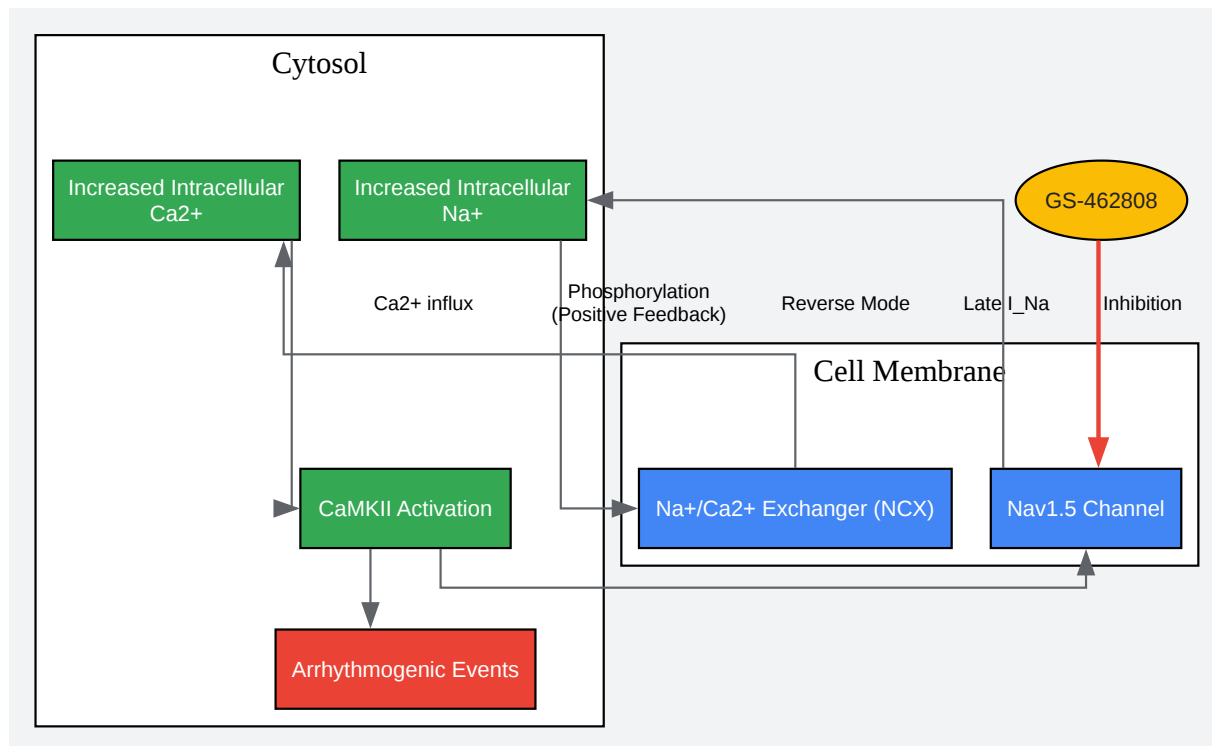 Cytosol
Increased Intracellular
Ca2+
Increased Intracellular
Na+
GS-462808
Ca2+ influx
Phosphorylation
(Positive Feedback)
Reverse Mode
Late I_Na
Inhibition
Cell Membrane
CaMKII Activation
Na+/Ca2+ Exchanger (NCX)
Nav1.5 Channel
Arrhythmogenic Events